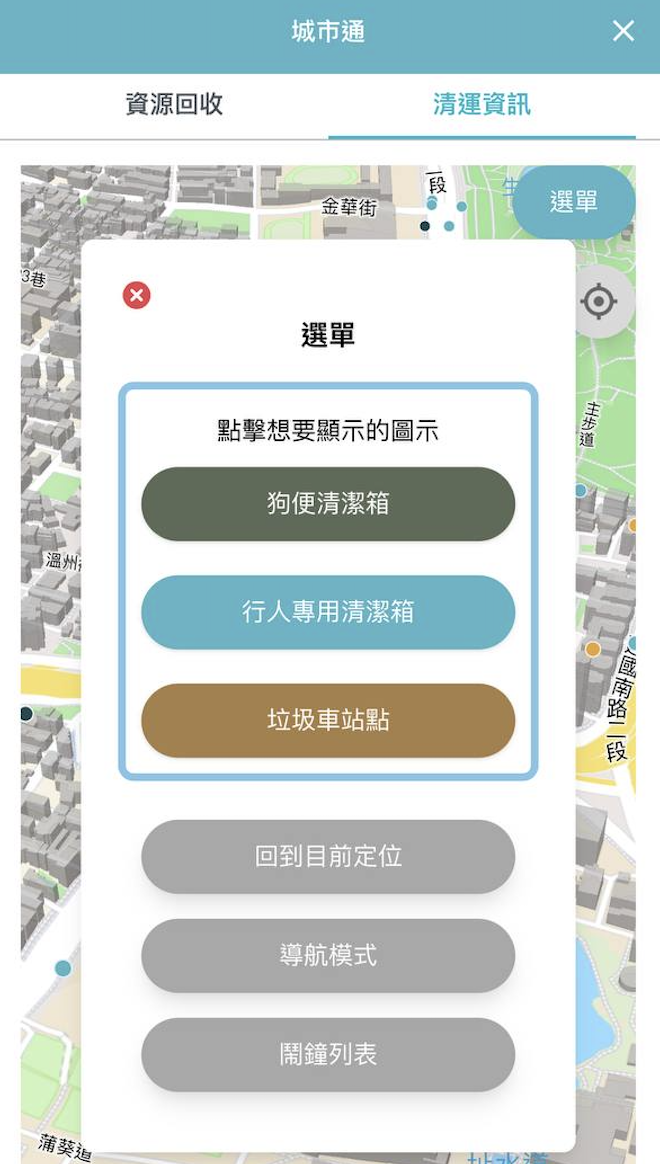 城市通
資源回收
清運資訊
一段
金華街
生
選單
3巷
選單
主步道
點擊想要顯示的圖示
狗便清潔箱
溫州
行人專用清潔箱
國南路二段
垃圾車站點
回到目前定位
導航模式
鬧鐘列表
蒲葵道